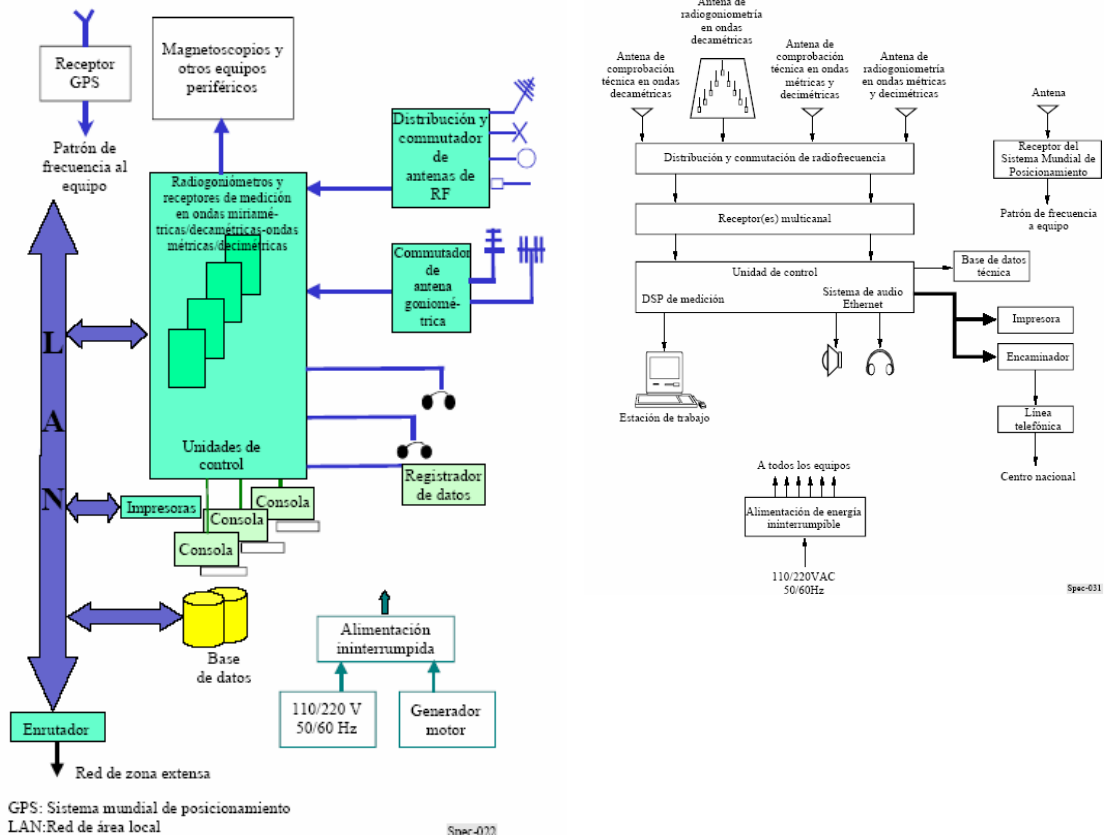 Receptor
GPS
Magnetoscopios y
otros equipos
periféricos
Patrón de
frecuencia al
equipo
Distribución y
commutador
de
antenas de
RF
Radiogoniómetros y
receptores de medición
en ondas miriamé-
tricas/decamétricas-ondas
métricas/decimétricas
Commutador
de
antena
goniomé-
trica
L
A
N
Unidades de
control
Registrador
de datos
Impresoras
Consola
Consola
Consola
Base
de datos
Alimentación
ininterrumpida
110/220 V
50/60 Hz
Generador
motor
Enrutador
Red de zona extensa
GPS: Sistema mundial de posicionamiento
LAN:Red de área local
Spec-022
Antena de
radiogoniometría
en ondas
decamétricas
Antena de
comprobación
técnica en ondas
decamétricas
Antena de
comprobación
técnica en ondas
métricas y
decimétricas
Antena de
radiogoniometría
en ondas métricas
y decimétricas
Antena
Distribución y conmutación de radiofrecuencia
Receptor del
Sistema Mundial de
Posicionamiento
Receptor(es) multicanal
Patrón de frecuencia
a equipo
Unidad de control
DSP de medición
Sistema de audio
Ethernet
Base de datos
técnica
Impresora
Encaminador
Estación de trabajo
Línea
telefónica
Centro nacional
A todos los equipos
Alimentación de energía
ininterrumpible
110/220VAC
50/60Hz
Spec-031